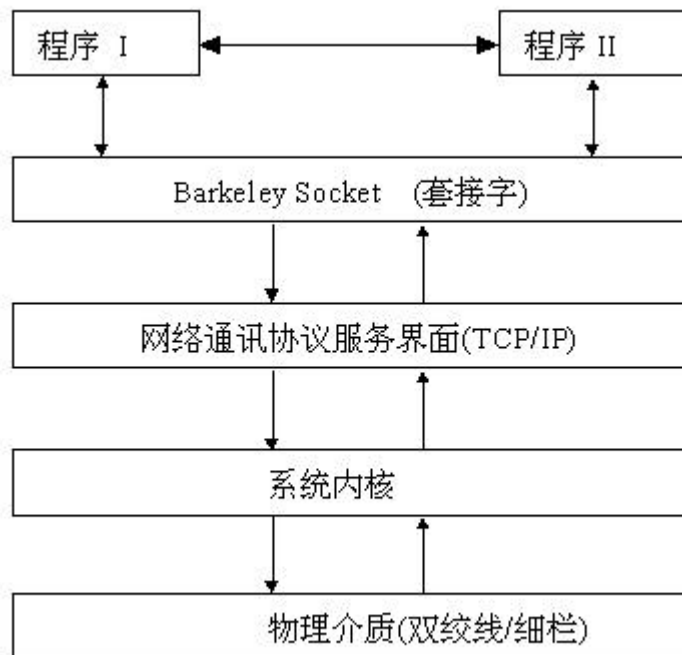 程序 I
程序 II
Barkeley Socket (套接字)
网络通讯协议服务界面(TCP/IP)
系统内核
物理介质(双绞线/细栏)